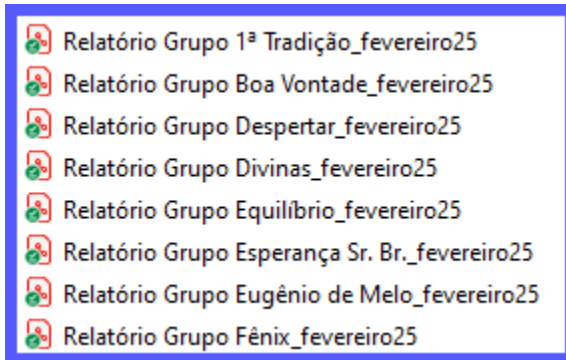 Relatório Grupo 1ª Tradição_fevereiro25
Relatório Grupo Boa Vontade_fevereiro25
Relatório Grupo Despertar_fevereiro25
Relatório Grupo Divinas_fevereiro25
Relatório Grupo Equilíbrio_fevereiro25
Relatório Grupo Esperança Sr. Br._fevereiro25
Relatório Grupo Eugênio de Melo_fevereiro25
Relatório Grupo Fênix_fevereiro25